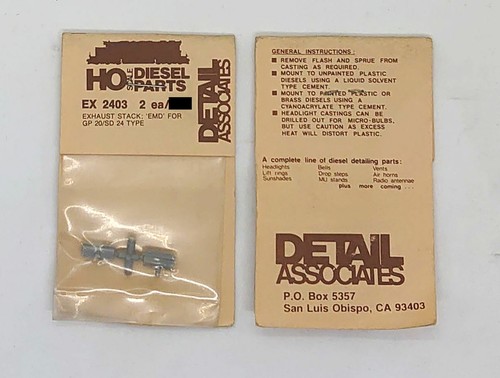 HO SCALE DIESEL PARTS
EX 2403 2 ea/
EXHAUST STACK: 'EMD' FOR
GP 20/SD 24 TYPE
DETAIL
ASSOCIATES
GENERAL INSTRUCTIONS:
■ REMOVE FLASH AND SPRUE FROM
CASTING AS REQUIRED.
■ MOUNT TO UNPAINTED PLASTIC
DIESELS USING A LIQUID SOLVENT
TYPE CEMENT.
■ MOUNT TO PAINTED PLASTIC OR
BRASS DIESELS USING A
CYANOACRYLATE TYPE CEMENT.
■ HEADLIGHT CASTINGS CAN BE
DRILLED OUT FOR MICRO-BULBS,
BUT USE CAUTION AS EXCESS
HEAT WILL DISTORT PLASTIC.
A complete line of diesel detailing parts:
Headlights Bells Vents
Lift rings Drop steps Air horns
Sunshades MU stands Radio antennae
plus more coming ...
DETAIL
ASSOCIATES
P.O. Box 5357
San Luis Obispo, CA 93403